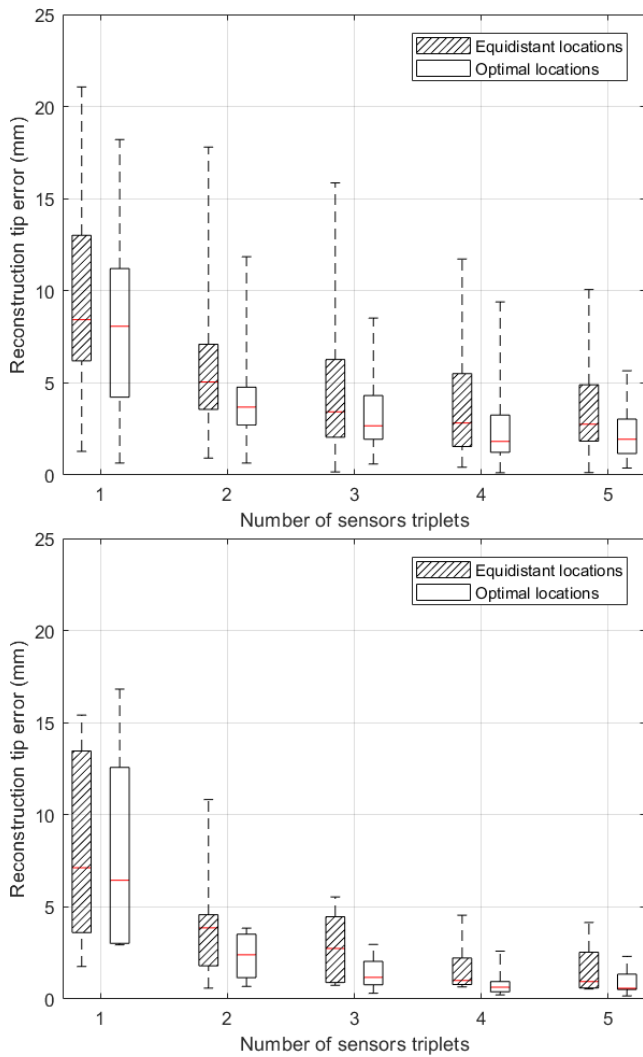 25
20
15
10
5
0
Reconstruction tip error (mm)
Equidistant locations
Optimal locations
1 2 3 4 5
Number of sensors triplets
25
20
15
10
5
0
Reconstruction tip error (mm)
Equidistant locations
Optimal locations
1 2 3 4 5
Number of sensors triplets